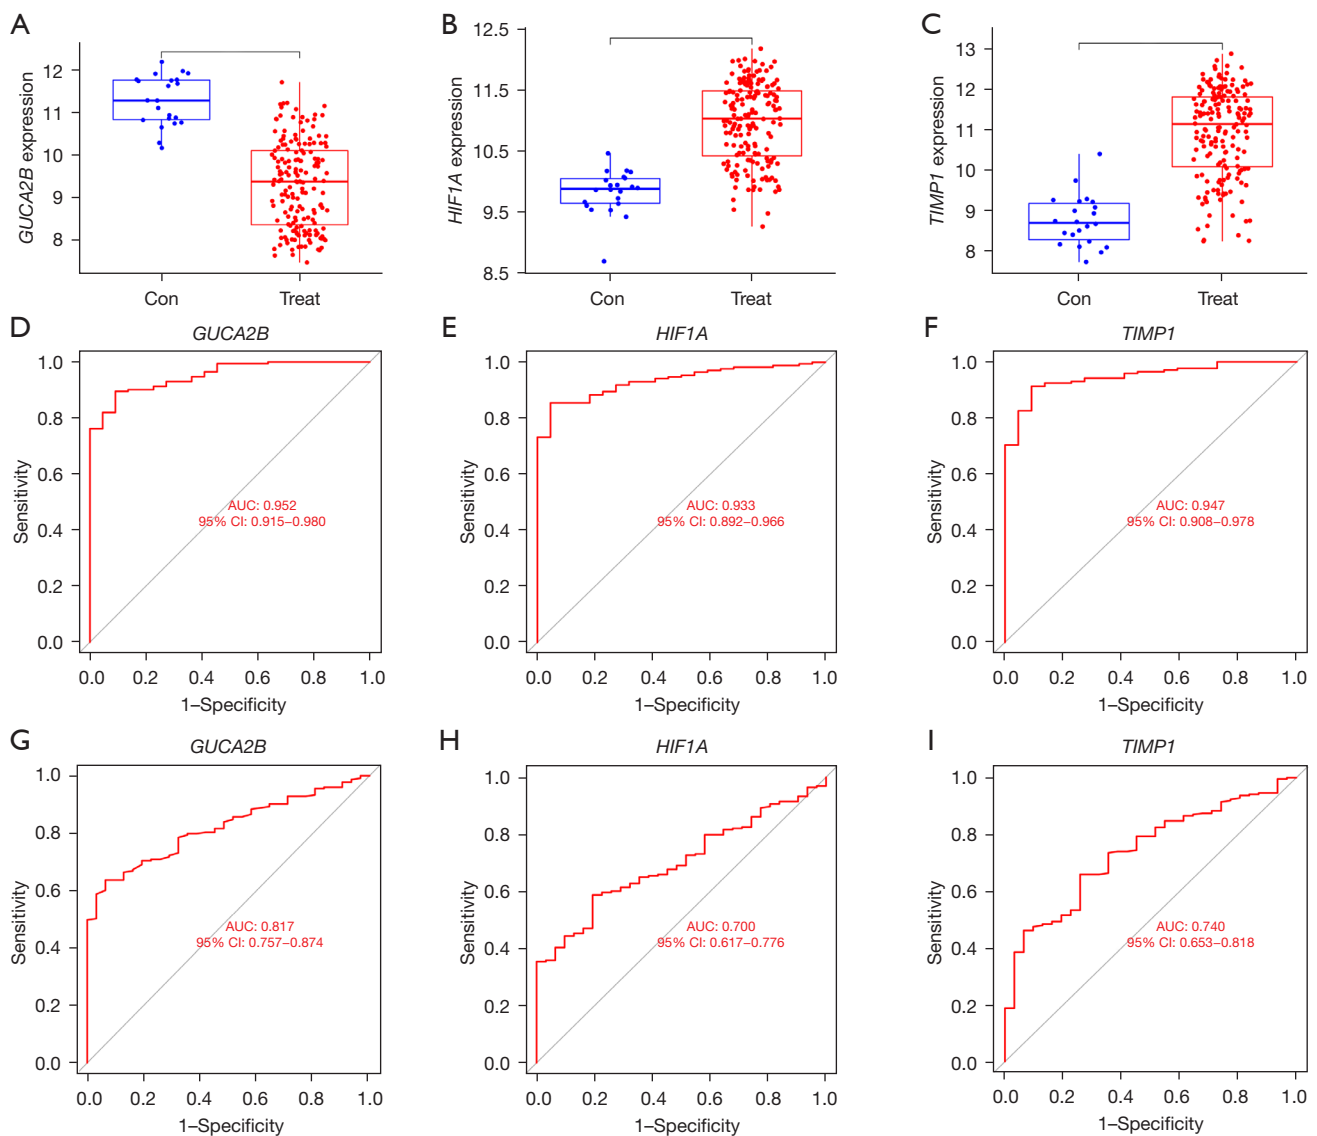 A
GUCA2B expression
12
11
10
9
8
Con
Treat
B
HIF1A expression
12.5
11.5
10.5
9.5
8.5
Con
Treat
C
TIMP1 expression
13
12
11
10
9
8
Con
Treat
D
GUCA2B
Sensitivity
1.0
0.8
0.6
0.4
0.2
0.0
AUC: 0.952
95% CI: 0.915–0.980
0.0 0.2 0.4 0.6 0.8 1.0
1–Specificity
E
HIF1A
Sensitivity
1.0
0.8
0.6
0.4
0.2
0.0
AUC: 0.933
95% CI: 0.892–0.966
0.0 0.2 0.4 0.6 0.8 1.0
1–Specificity
F
TIMP1
Sensitivity
1.0
0.8
0.6
0.4
0.2
0.0
AUC: 0.947
95% CI: 0.908–0.978
0.0 0.2 0.4 0.6 0.8 1.0
1–Specificity
G
GUCA2B
Sensitivity
1.0
0.8
0.6
0.4
0.2
0.0
AUC: 0.817
95% CI: 0.757–0.874
0.0 0.2 0.4 0.6 0.8 1.0
1–Specificity
H
HIF1A
Sensitivity
1.0
0.8
0.6
0.4
0.2
0.0
AUC: 0.700
95% CI: 0.617–0.776
0.0 0.2 0.4 0.6 0.8 1.0
1–Specificity
I
TIMP1
Sensitivity
1.0
0.8
0.6
0.4
0.2
0.0
AUC: 0.740
95% CI: 0.653–0.818
0.0 0.2 0.4 0.6 0.8 1.0
1–Specificity